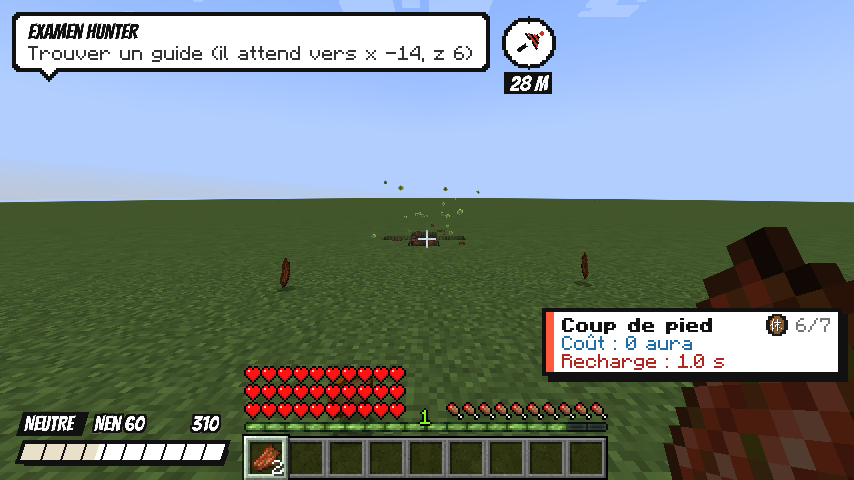 EXAMEN HUNTER
Trouver un guide (il attend vers x -14, z 6)
28 M
Coup de pied
6/7
Coût : 0 aura
Recharge : 1.0 s
NEUTRE
NEN 60
310
1
2